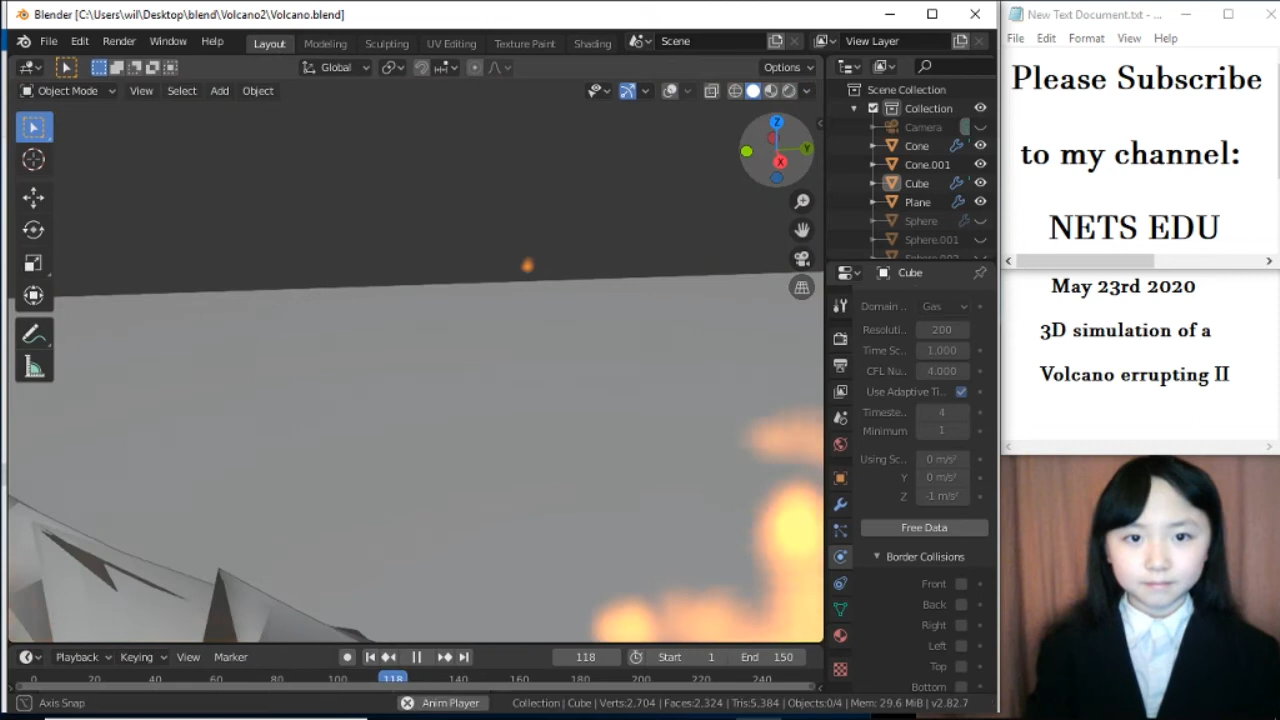 Blender [C:\Users\wil\Desktop\blend\Volcano2\Volcano.blend]
File Edit Render Window Help Layout Modeling Sculpting UV Editing Texture Paint Shading Scene View Layer
Global Options
Object Mode View Select Add Object
Z
Y
X
Scene Collection
Collection
Camera
Cone
Cone.001
Cube
Plane
Sphere
Sphere.001
Cube
Domain .. Gas
Resoluti.. 200
Time Sc.. 1.000
CFL Nu.. 4.000
Use Adaptive Ti..
Timeste.. 4
Minimum 1
Using Sc.. 0 m/s²
Y 0 m/s²
Z -1 m/s²
Free Data
Border Collisions
Front
Back
Right
Left
Top
Bottom
Playback Keying View Marker 118 Start 1 End 150
0 20 40 60 80 100 118 140 160 180 200 220 240
Axis Snap Anim Player Collection | Cube | Verts:2,704 | Faces:2,324 | Tris:5,384 | Objects:0/4 | Mem: 29.6 MiB | v2.82.7
New Text Document.txt - ...
File Edit Format View Help
Please Subscribe
to my channel:
NETS EDU
May 23rd 2020
3D simulation of a
Volcano errupting II